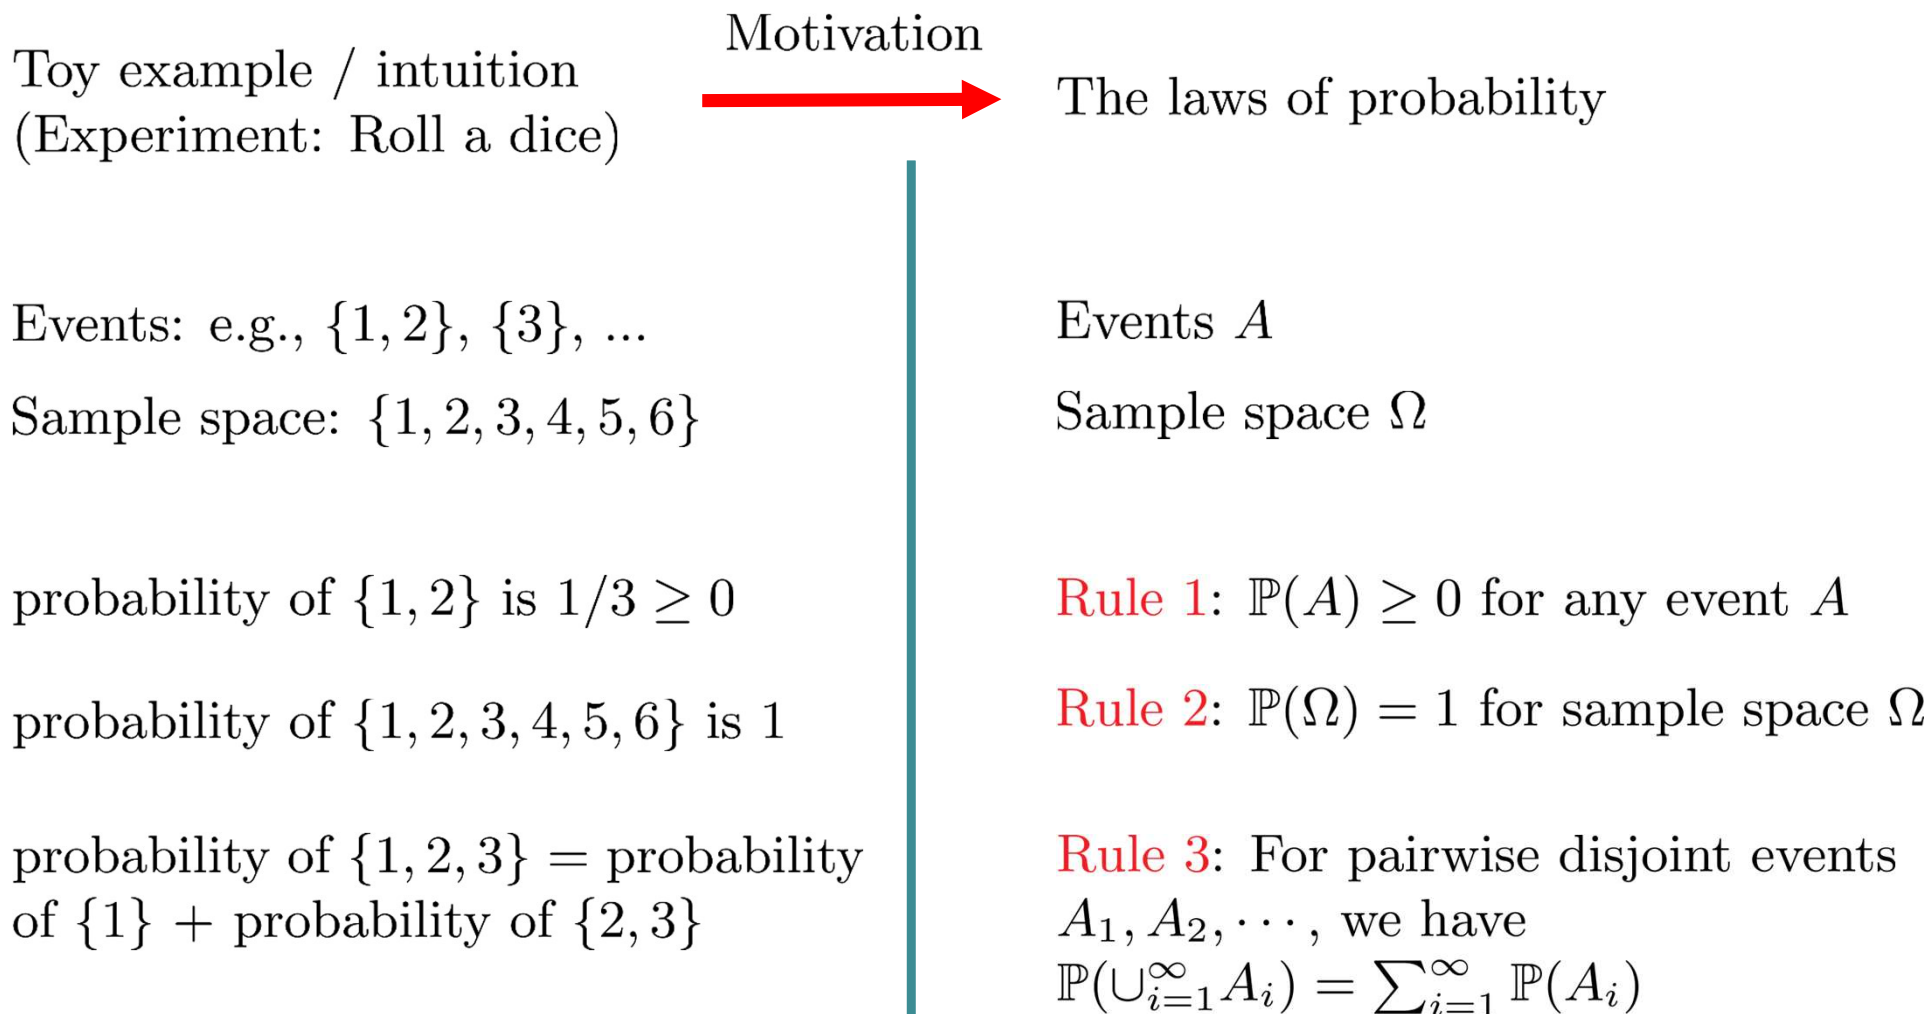 Motivation
Toy example / intuition
(Experiment: Roll a dice)
The laws of probability
Events: e.g., {1, 2}, {3}, ...
Events A
Sample space: {1, 2, 3, 4, 5, 6}
Sample space Ω
probability of {1, 2} is 1/3 ≥ 0
Rule 1: ℙ(A) ≥ 0 for any event A
probability of {1, 2, 3, 4, 5, 6} is 1
Rule 2: ℙ(Ω) = 1 for sample space Ω
probability of {1, 2, 3} = probability
of {1} + probability of {2, 3}
Rule 3: For pairwise disjoint events
A₁, A₂, ⋯, we have
ℙ(∪_{i=1}^{∞} A_i) = ∑_{i=1}^{∞} ℙ(A_i)